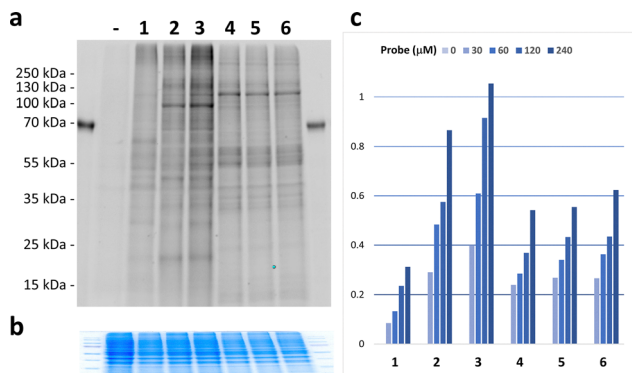 a
- 1 2 3 4 5 6
250 kDa -
130 kDa -
100 kDa -
70 kDa -
55 kDa -
35 kDa -
25 kDa -
15 kDa -
b
c
Probe (µM) 0 30 60 120 240
1
0.8
0.6
0.4
0.2
0
1 2 3 4 5 6